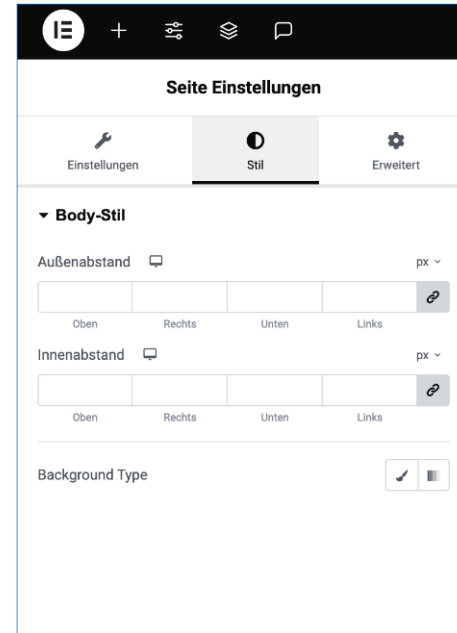 Seite Einstellungen
Einstellungen Stil Erweitert
Body-Stil
Außenabstand px
Oben Rechts Unten Links
Innenabstand px
Oben Rechts Unten Links
Background Type